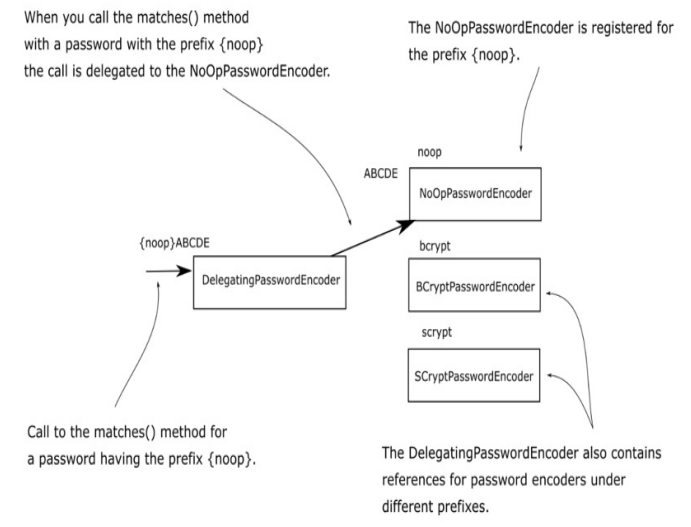 When you call the matches() method
with a password with the prefix {noop}
the call is delegated to the NoOpPasswordEncoder.
The NoOpPasswordEncoder is registered for
the prefix {noop}.
noop
ABCDE
NoOpPasswordEncoder
{noop}ABCDE
DelegatingPasswordEncoder
bcrypt
BCryptPasswordEncoder
scrypt
SCryptPasswordEncoder
Call to the matches() method for
a password having the prefix {noop}.
The DelegatingPasswordEncoder also contains
references for password encoders under
different prefixes.